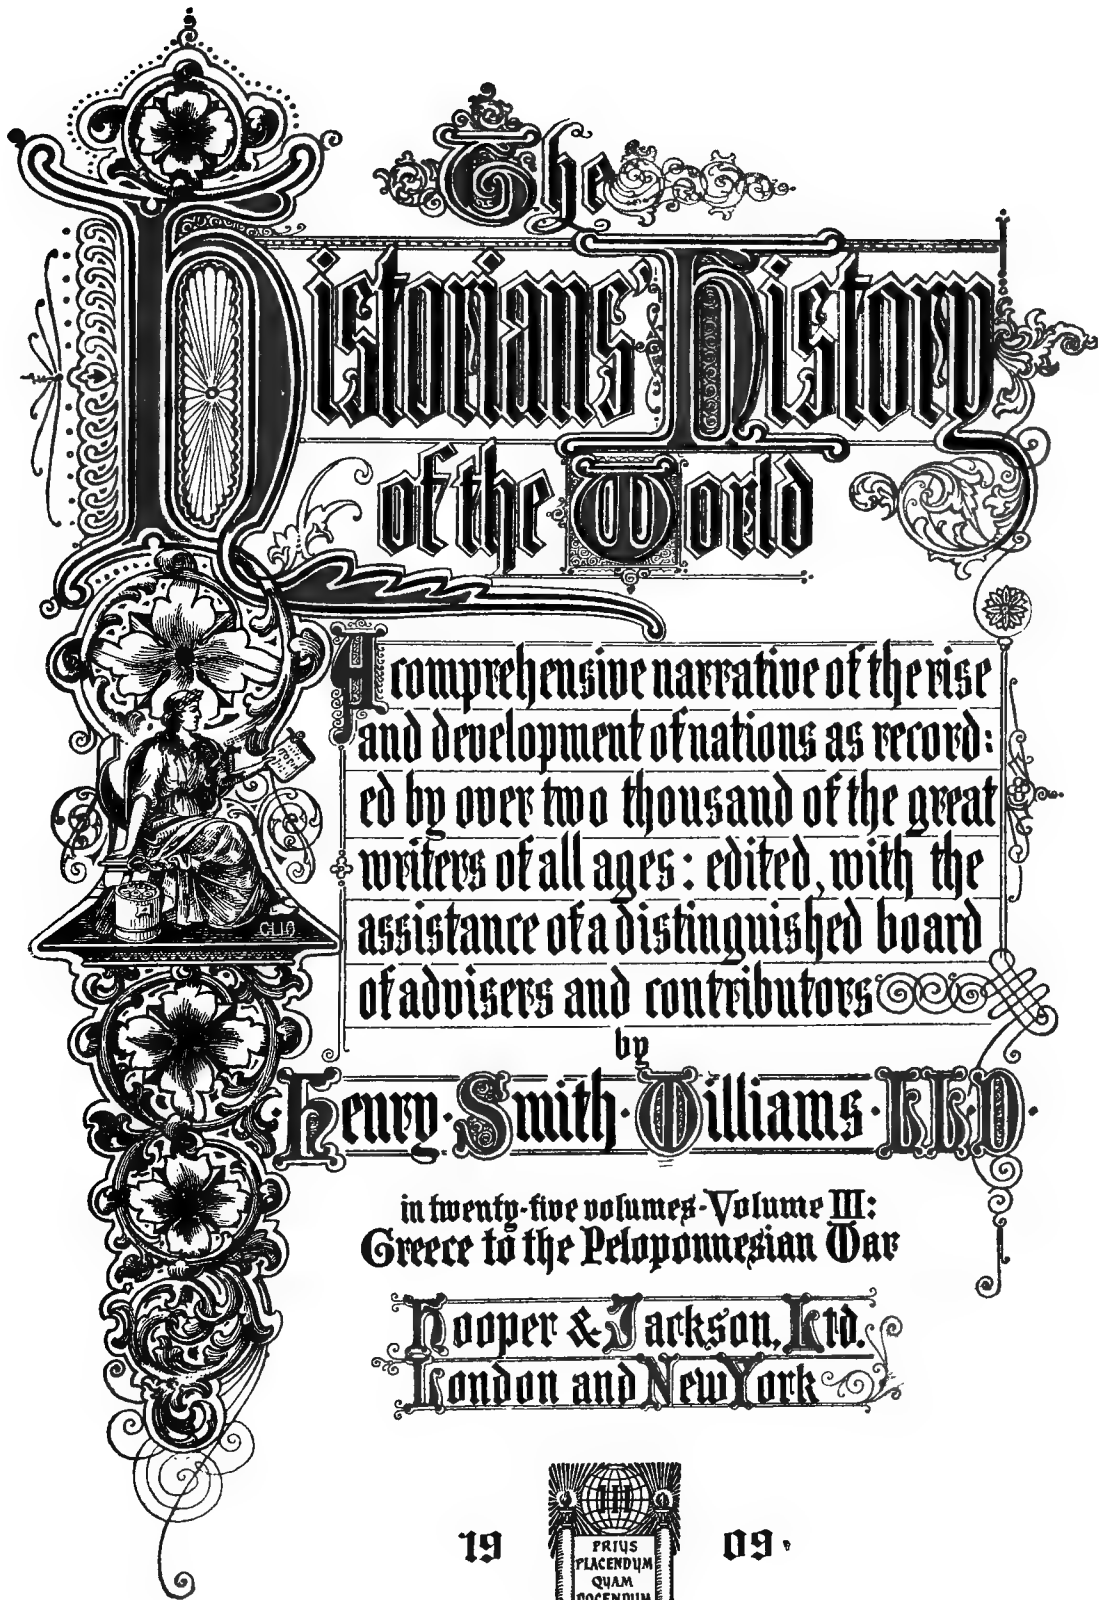 The
Historians' History
of the World
A comprehensive narrative of the rise
and development of nations as record:
ed by over two thousand of the great
writers of all ages: edited, with the
assistance of a distinguished board
of advisers and contributors
by
Henry · Smith · Williams · LL · D ·
in twenty-five volumes-Volume III:
Greece to the Peloponnesian War
Hooper & Jackson, Ltd.
London and New York
CLIO
19 09.
PRIUS
PLACENDUM
QUAM
DOCENDUM